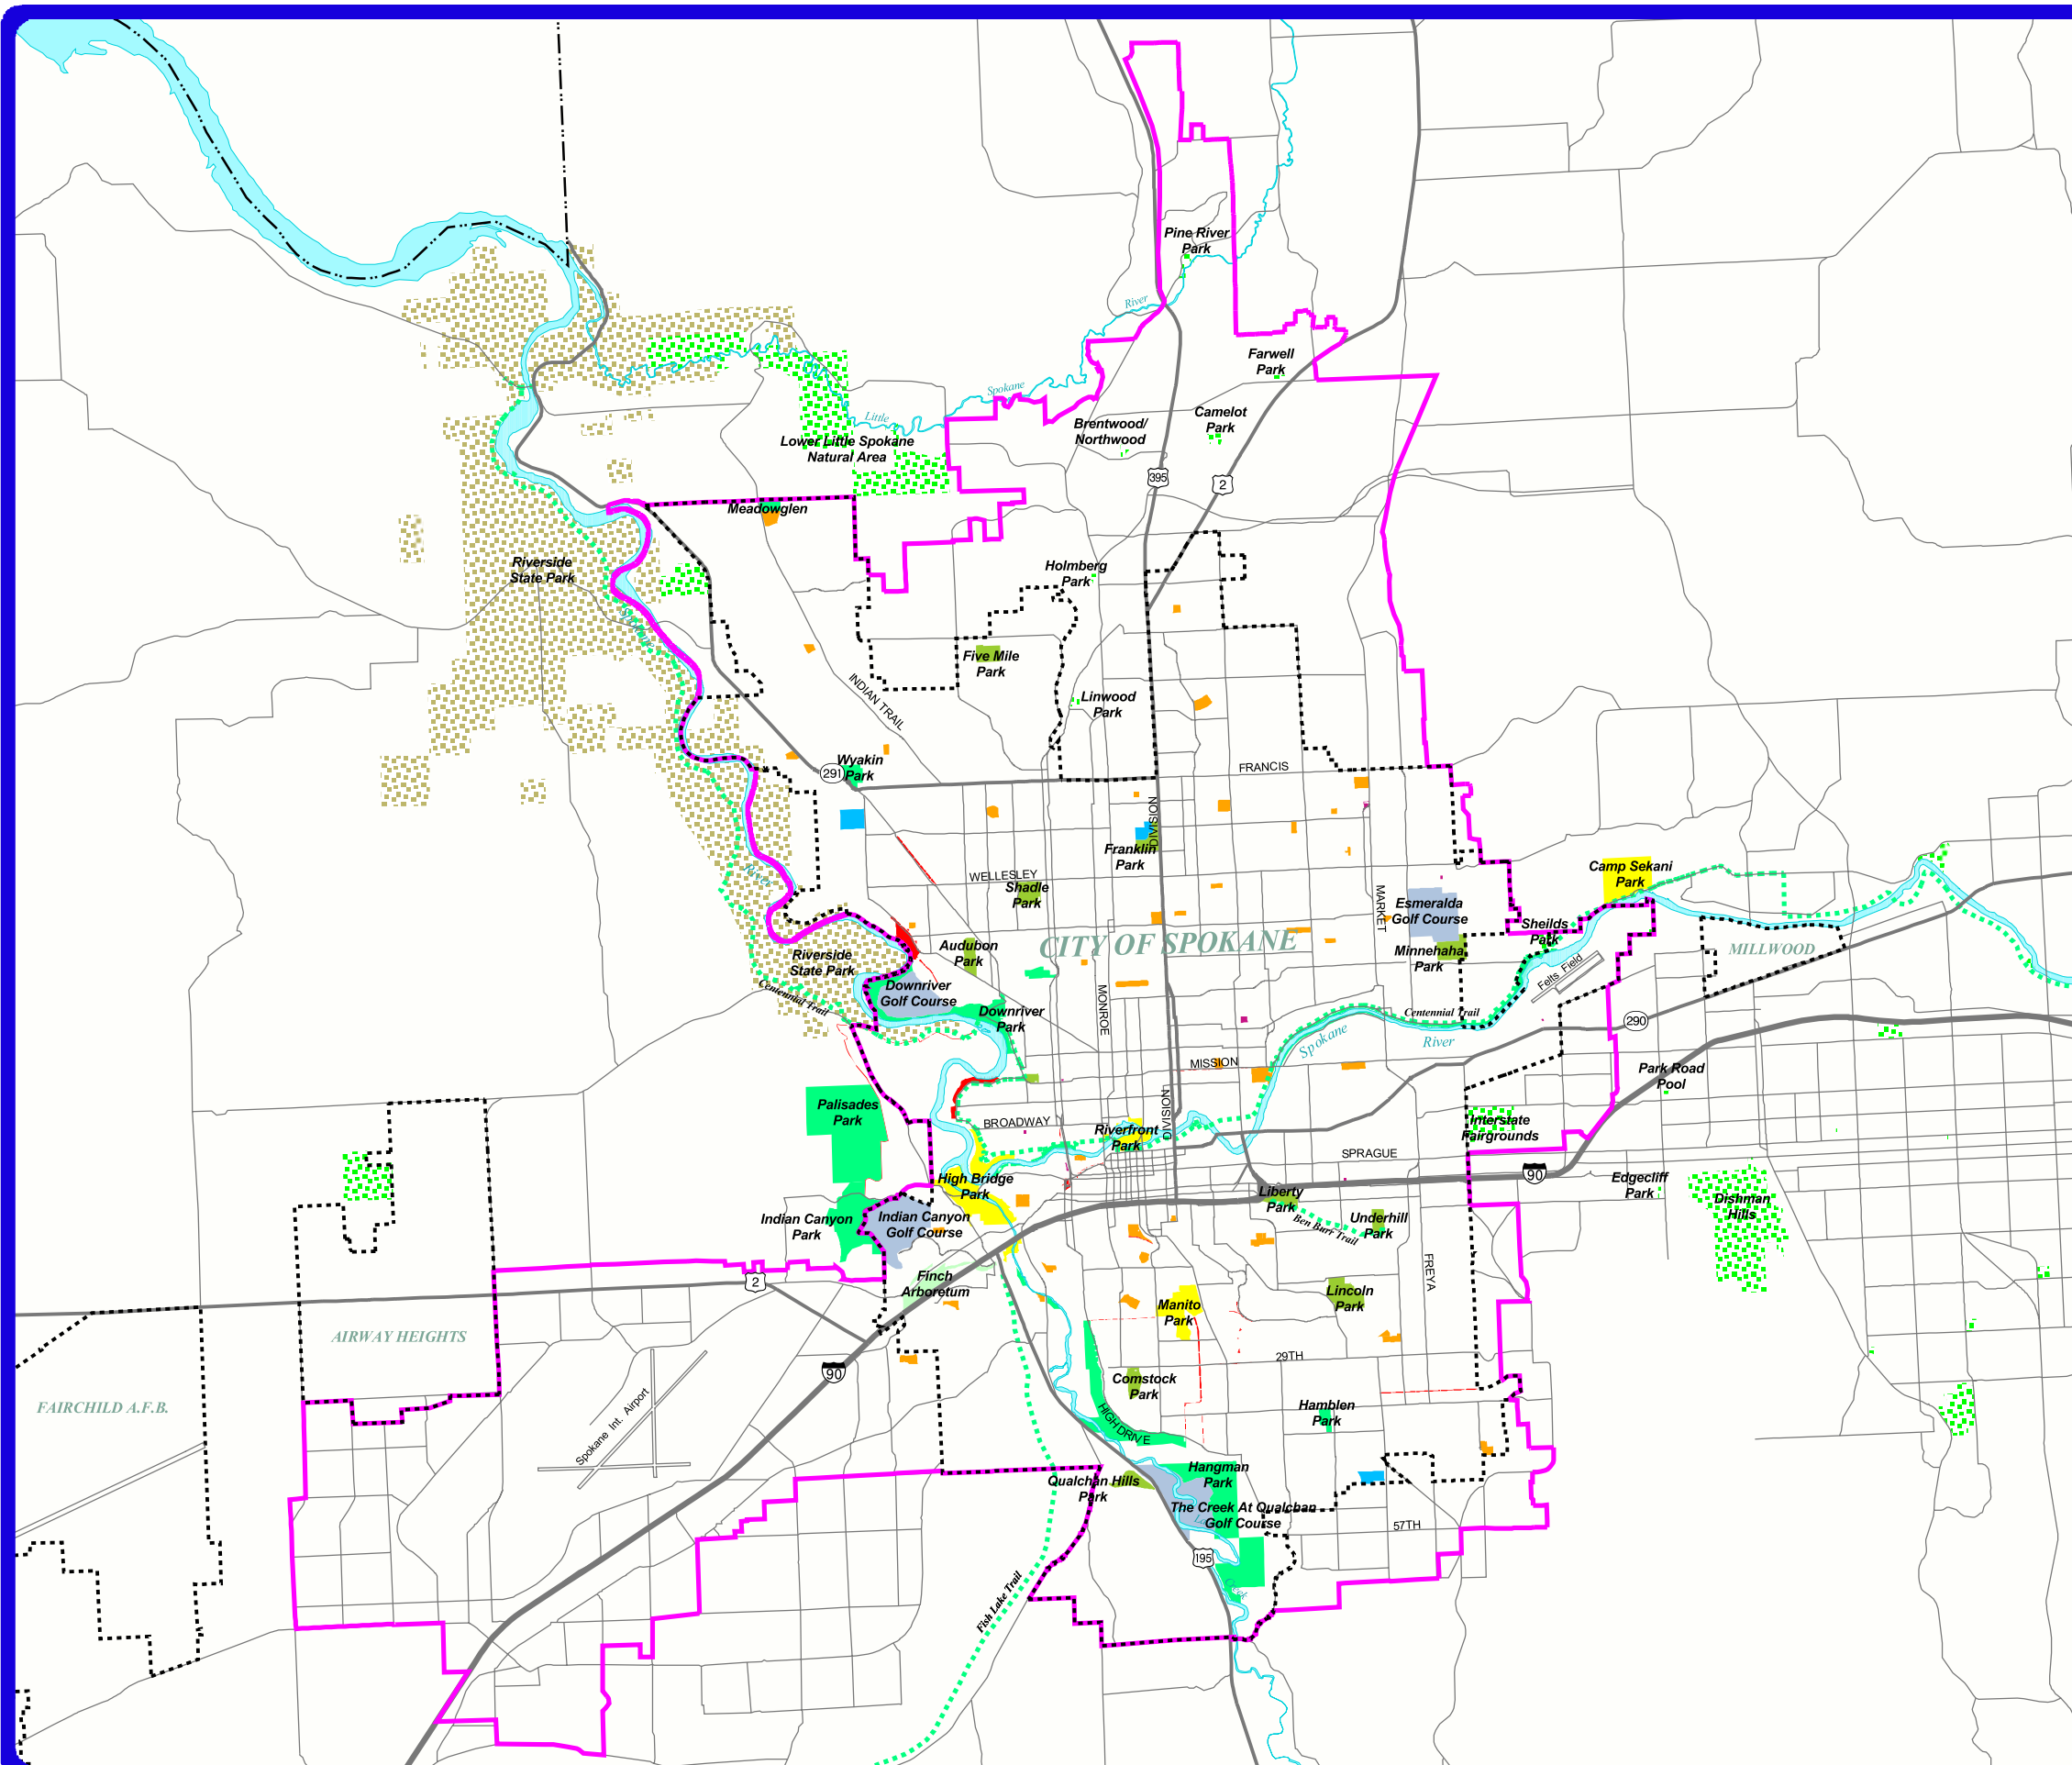 Pine River
Park
River
Farwell
Park
Spokane
Camelot
Park
Little
Brentwood/
Northwood
Lower Little Spokane
Natural Area
395
2
Meadowglen
Riverside
State Park
Holmberg
Park
Spokane
Five Mile
Park
INDIAN TRAIL
Linwood
Park
Wyakin
Park
291
FRANCIS
DIVISION
Franklin
Park
River
WELLESLEY
Shadle
Park
Camp Sekani
Park
MARKET
Esmeralda
Golf Course
Sheilds
Park
CITY OF SPOKANE
Audubon
Park
Minnehaha
Park
MILLWOOD
Riverside
State Park
Felts Field
Centennial Trail
Downriver
Golf Course
Downriver
Park
MONROE
Centennial Trail
290
Spokane
River
MISSION
Park Road
Pool
Palisades
Park
DIVISION
BROADWAY
Riverfront
Park
Interstate
Fairgrounds
SPRAGUE
90
High Bridge
Park
Edgecliff
Park
Liberty
Park
Dishman
Hills
Indian Canyon
Park
Indian Canyon
Golf Course
Ben Burr Trail
Underhill
Park
FREYA
2
Finch
Arboretum
Lincoln
Park
Manito
Park
AIRWAY HEIGHTS
29TH
90
Comstock
Park
FAIRCHILD A.F.B.
Spokane Int. Airport
HIGH DRIVE
Hamblen
Park
Hangman
Park
Qualchan Hills
Park
The Creek At Qualchan
Golf Course
57TH
195
Creek
Fish Lake Trail